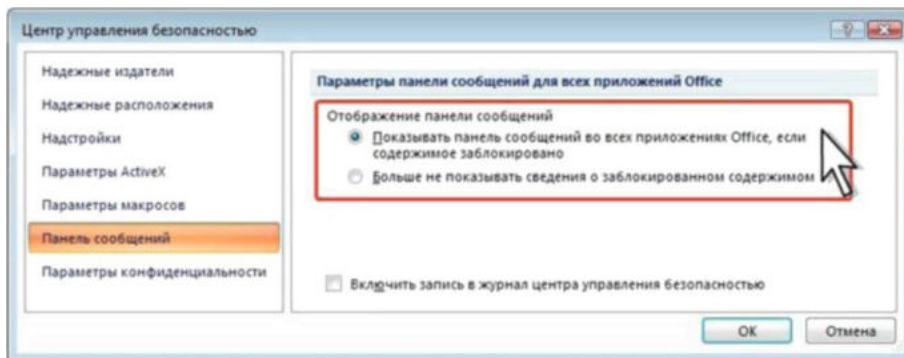 Центр управления безопасностью
Надежные издатели
Надежные расположения
Надстройки
Параметры ActiveX
Параметры макросов
Панель сообщений
Параметры конфиденциальности
Параметры панели сообщений для всех приложений Office
Отображение панели сообщений
Показывать панель сообщений во всех приложениях Office, если
содержимое заблокировано
Больше не показывать сведения о заблокированном содержимом
Включить запись в журнал центра управления безопасностью
ОК
Отмена